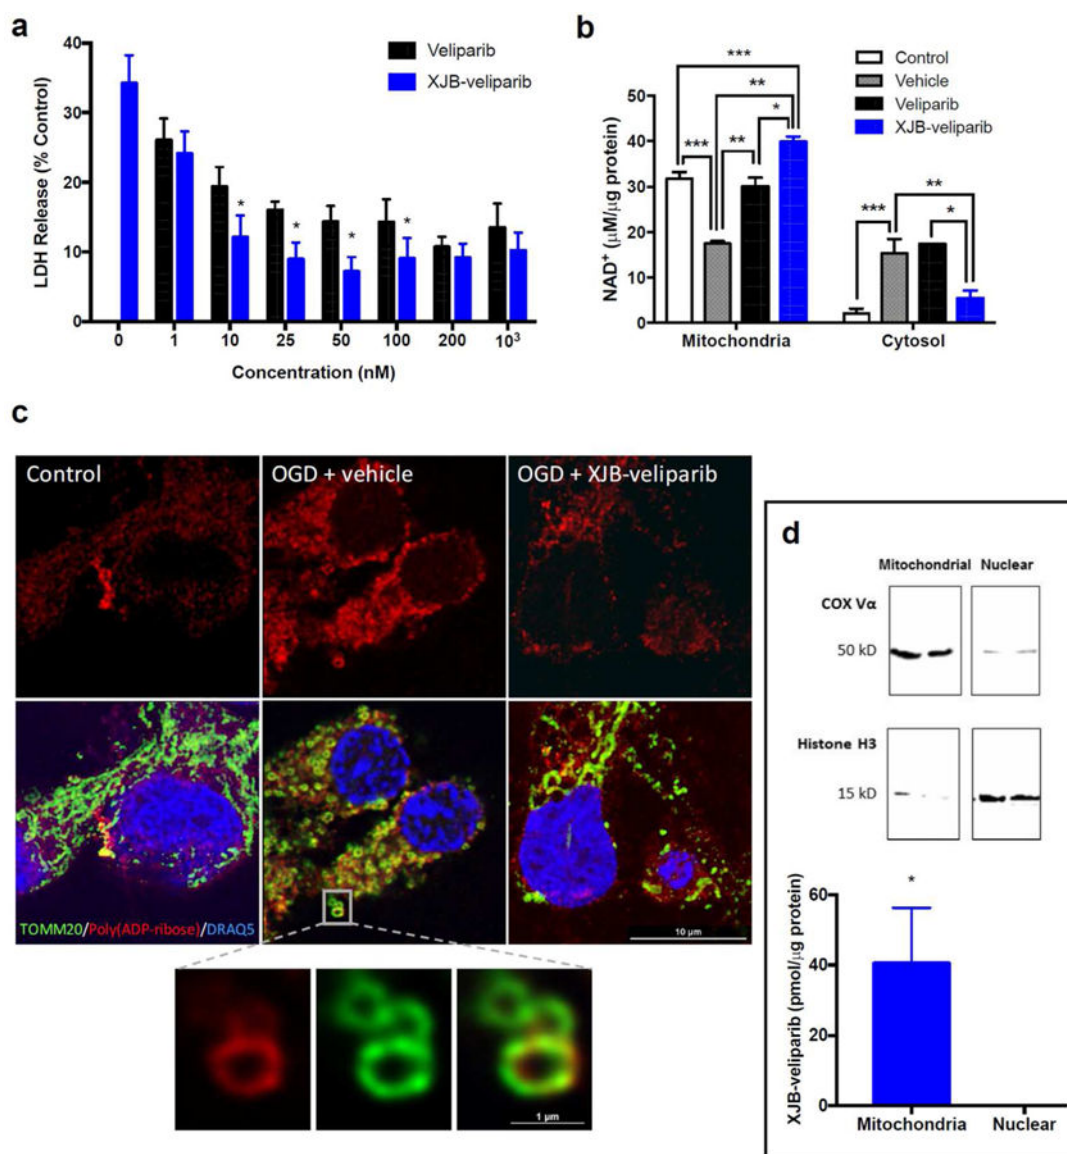 a
LDH Release (% Control)
40
30
20
10
0
Veliparib
XJB-veliparib
*
*
*
*
0 1 10 25 50 100 200 10³
Concentration (nM)
b
NAD⁺ (µM/µg protein)
50
40
30
20
10
0
Control
Vehicle
Veliparib
XJB-veliparib
***
**
*
*** **
**
*** *
Mitochondria Cytosol
c
Control
OGD + vehicle
OGD + XJB-veliparib
TOMM20/Poly(ADP-ribose)/DRAQ5
10 µm
1 µm
d
Mitochondrial Nuclear
COX Vα
50 kD
Histone H3
15 kD
XJB-veliparib (pmol/µg protein)
60
40
20
0
*
Mitochondria Nuclear